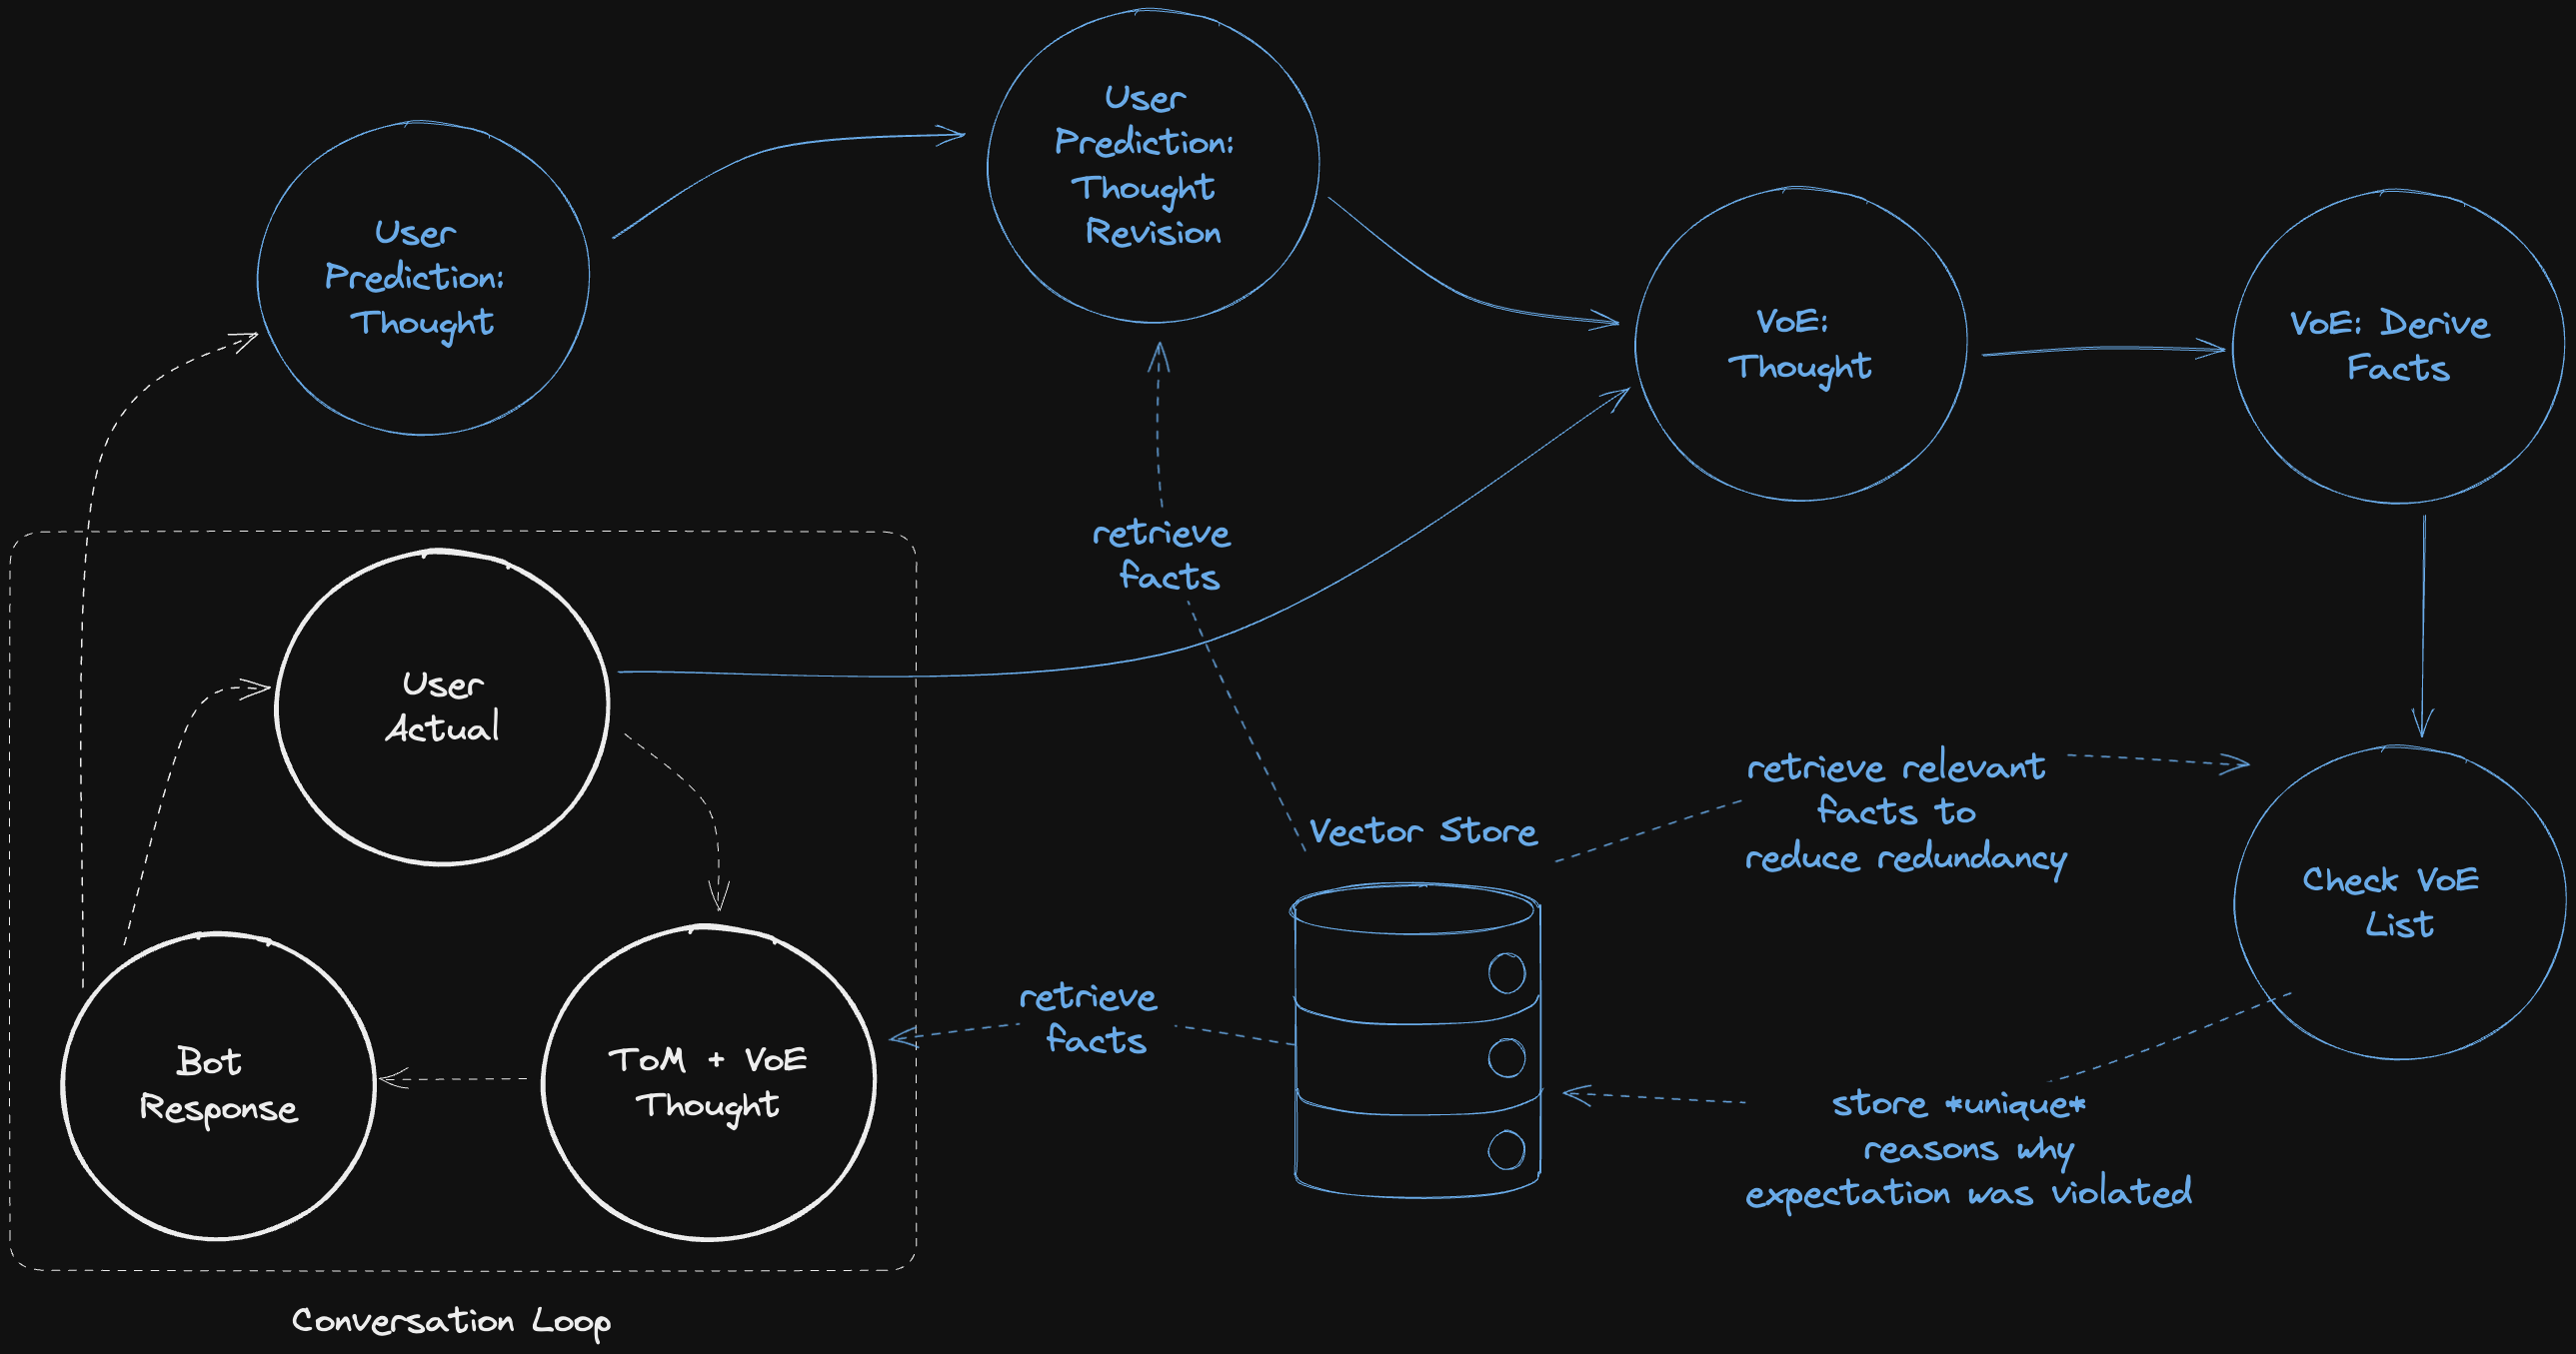 User
Prediction:
Thought
User
Prediction:
Thought
Revision
VoE:
Thought
VoE: Derive
Facts
retrieve
facts
User
Actual
Vector Store
retrieve relevant
facts to
reduce redundancy
Check VoE
List
Bot
Response
ToM + VoE
Thought
retrieve
facts
store *unique*
reasons why
expectation was violated
Conversation Loop